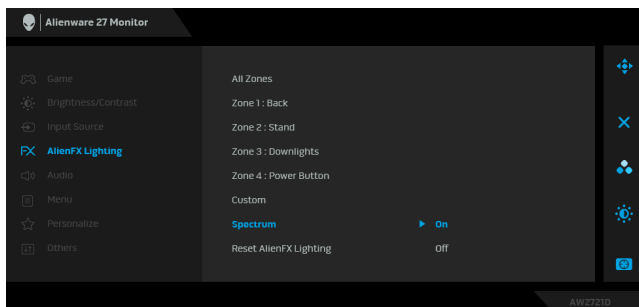 Alienware 27 Monitor
Game
Brightness/Contrast
Input Source
AlienFX Lighting
Audio
Menu
Personalize
Others
All Zones
Zone 1 : Back
Zone 2 : Stand
Zone 3 : Downlights
Zone 4 : Power Button
Custom
Spectrum On
Reset AlienFX Lighting Off
AW2721D